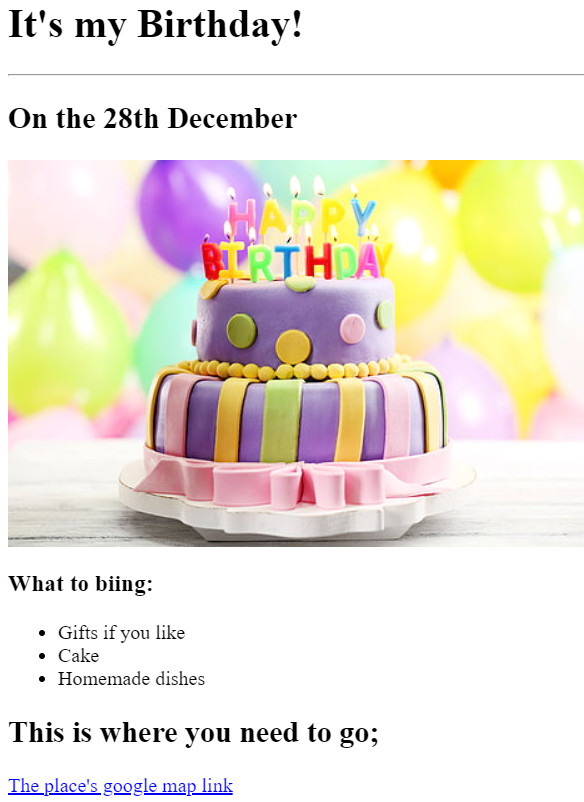 It's my Birthday!
On the 28th December
HAPPY
BIRTHDAY
What to biing:
Gifts if you like
Cake
Homemade dishes
This is where you need to go;
The place's google map link